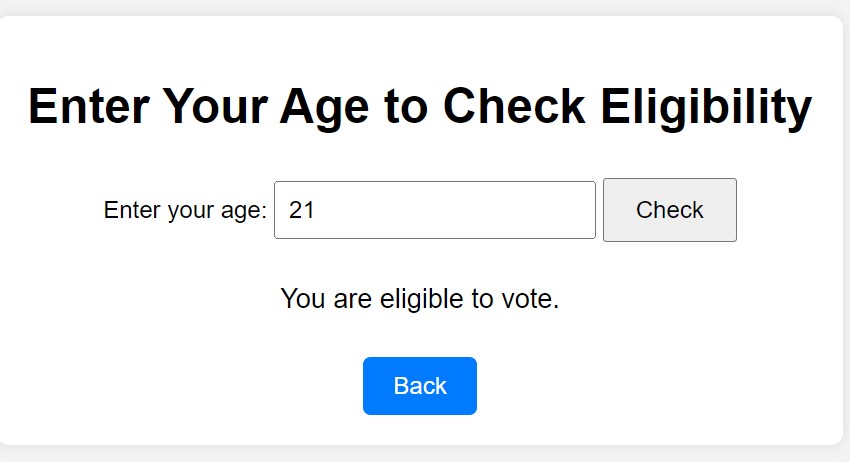 Enter Your Age to Check Eligibility
Enter your age: 21 Check
You are eligible to vote.
Back